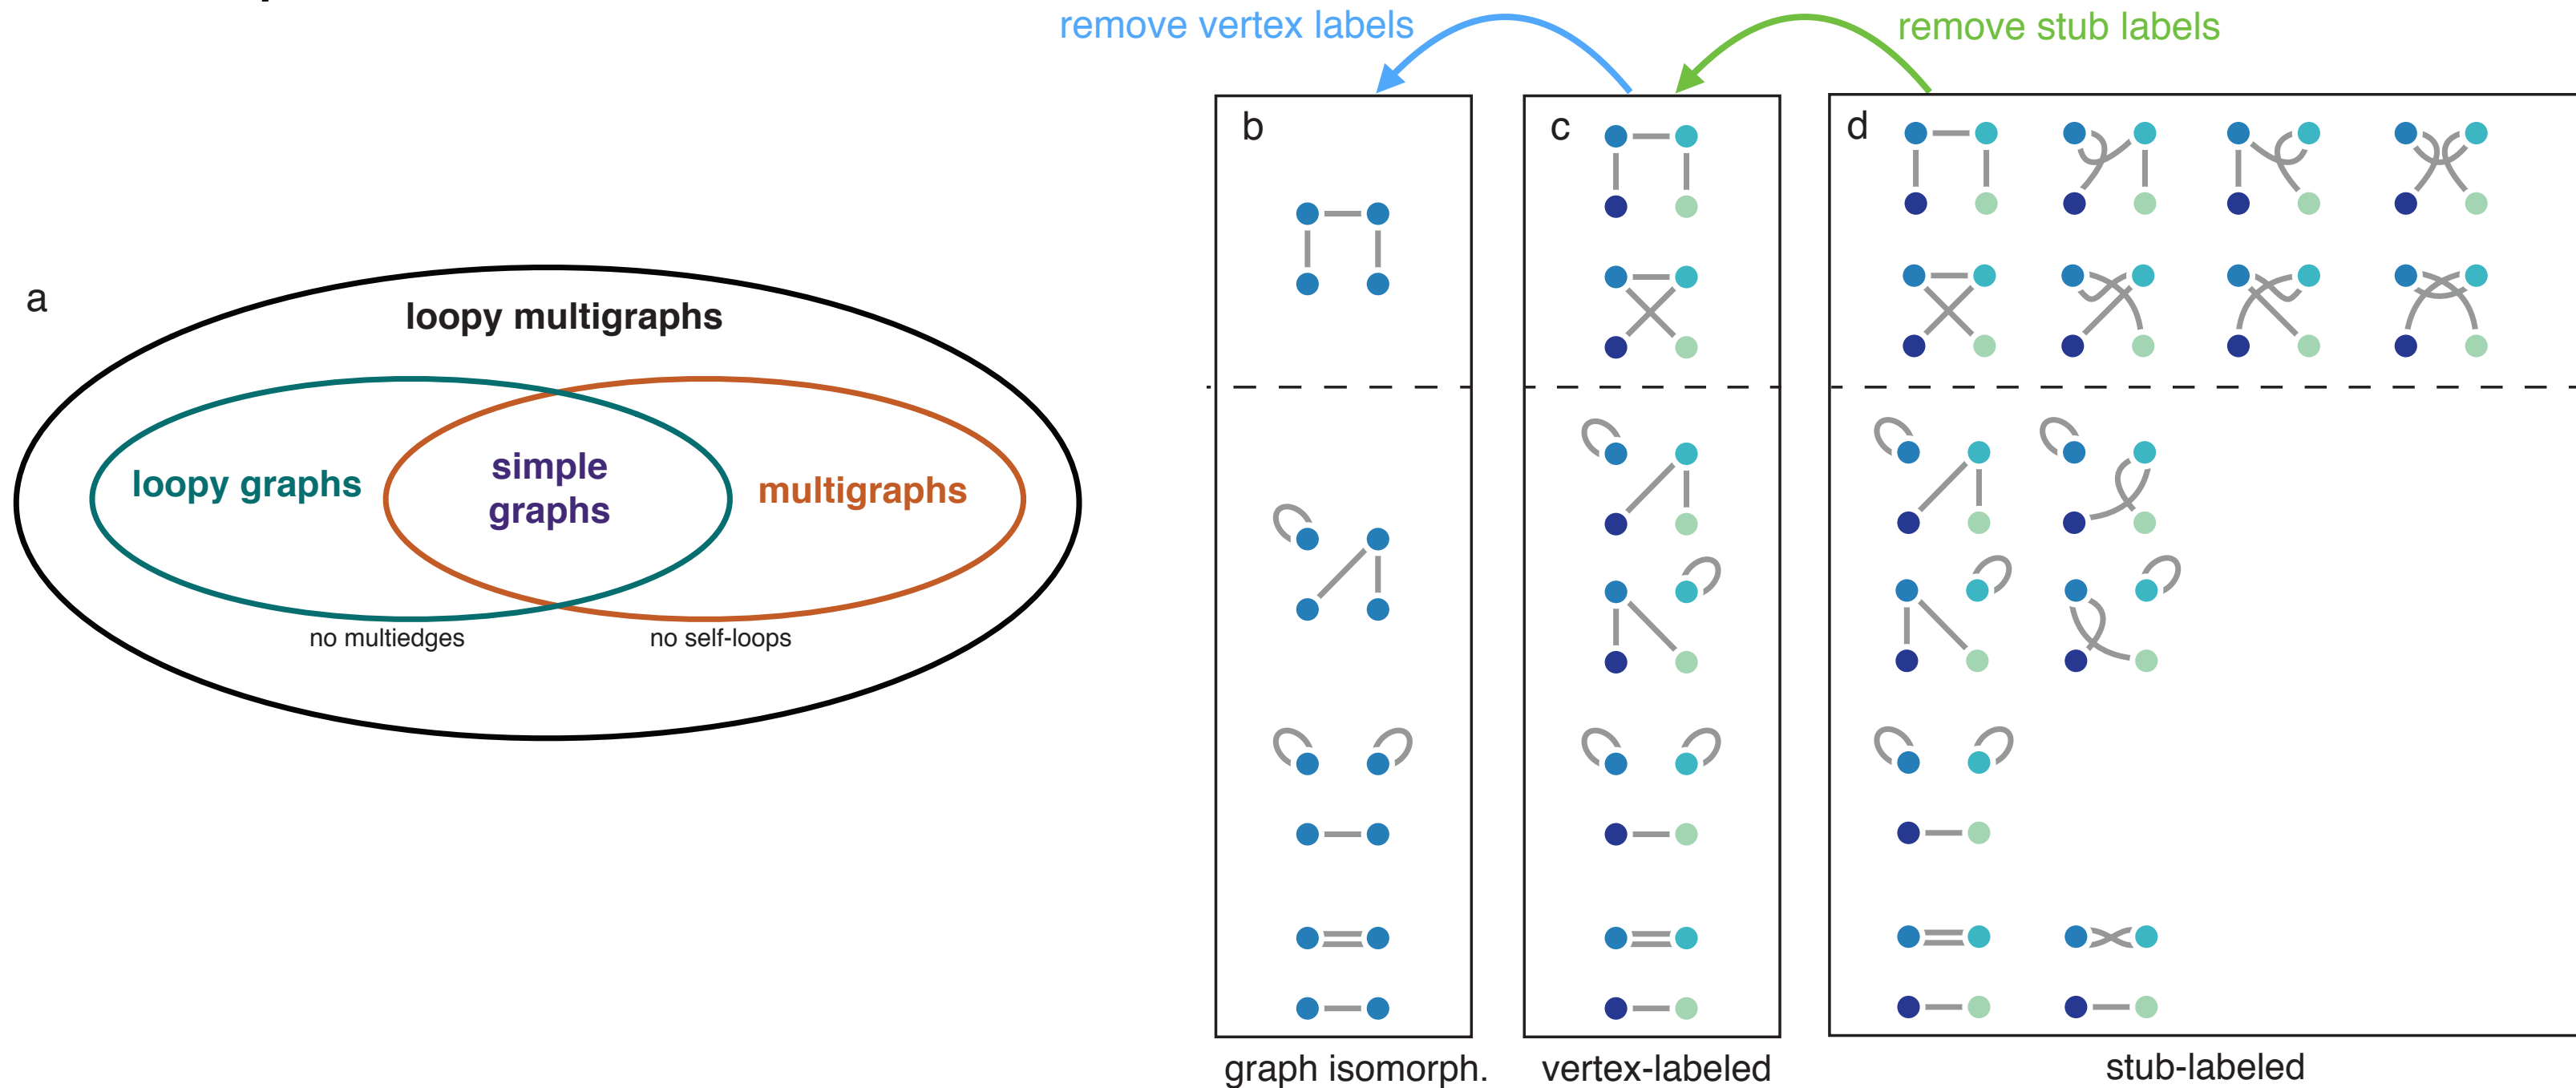 remove vertex labels
remove stub labels
a
loopy multigraphs
loopy graphs
simple
graphs
multigraphs
no multiedges
no self-loops
b
c
d
graph isomorph.
vertex-labeled
stub-labeled